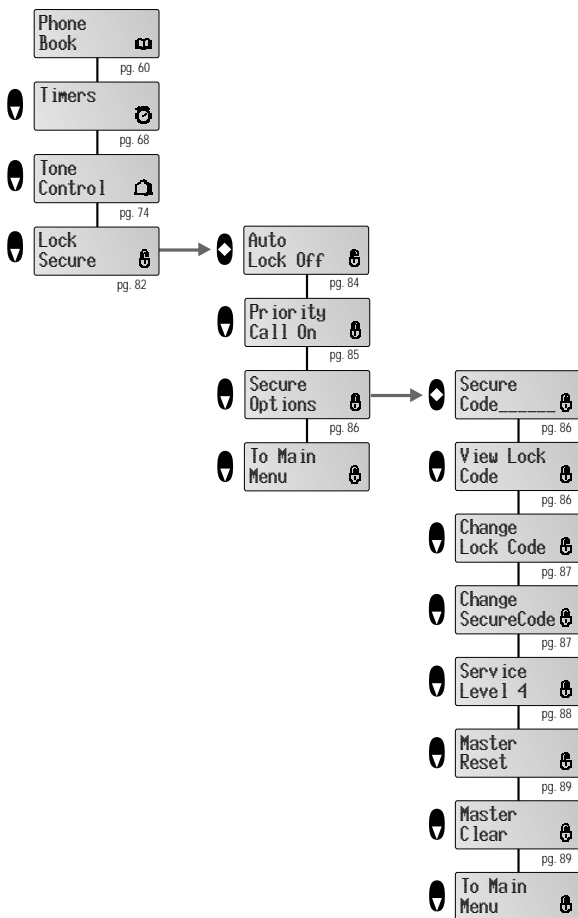 Phone
Book
pg. 60
Timers
pg. 68
Tone
Control
pg. 74
Lock
Secure
pg. 82
Auto
Lock Off
pg. 84
Priority
Call On
pg. 85
Secure
Options
pg. 86
To Main
Menu
Secure
Code______
pg. 86
View Lock
Code
pg. 86
Change
Lock Code
pg. 87
Change
SecureCode
pg. 87
Service
Level 4
pg. 88
Master
Reset
pg. 89
Master
Clear
pg. 89
To Main
Menu